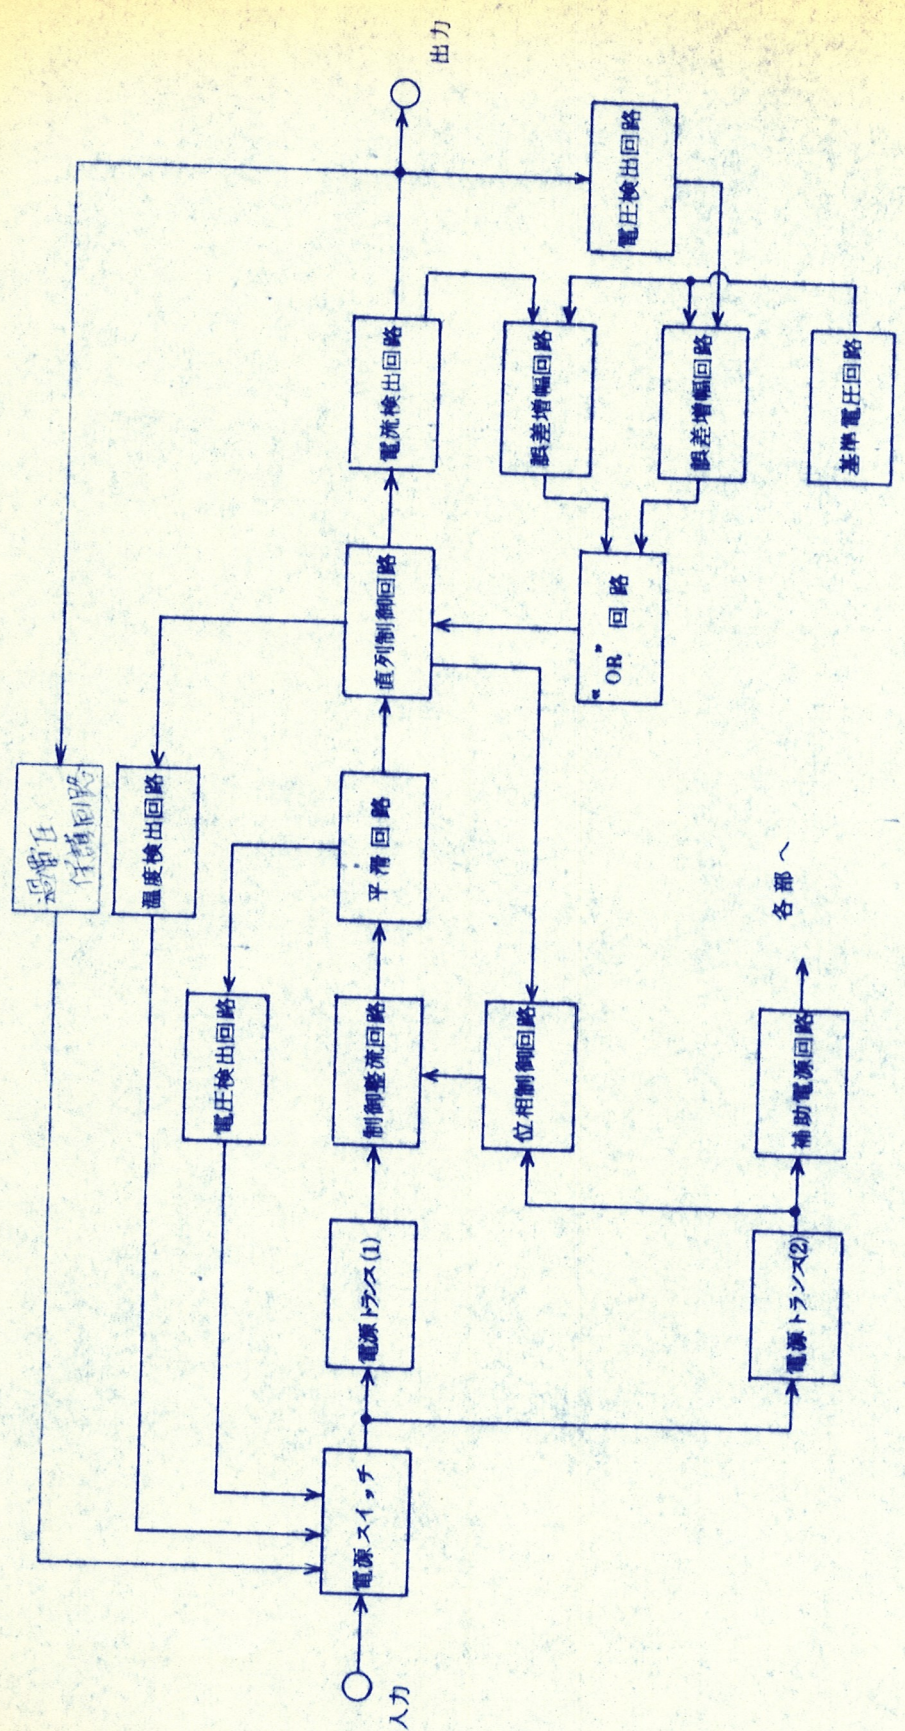 過電圧
保護回路
温度検出回路
電圧検出回路
入力
電源スイッチ
電源トランス(1)
制御整流回路
平滑回路
直列制御回路
電流検出回路
出力
位相制御回路
"OR"回路
誤差増幅回路
電圧検出回路
誤差増幅回路
電源トランス(2)
補助電源回路
各部へ
基準電圧回路